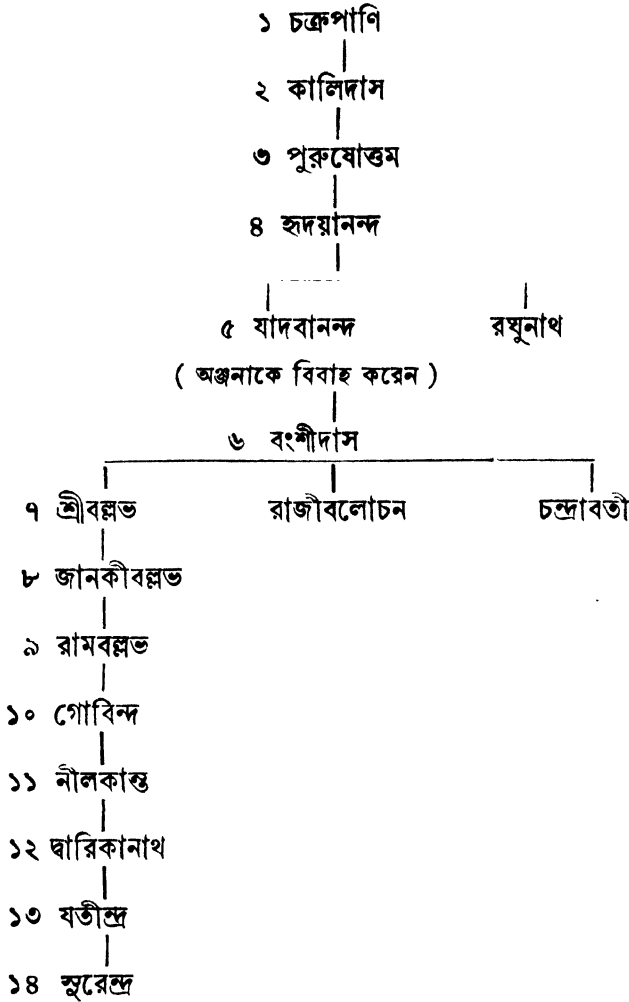 ১ চক্রপাণি
২ কালিদাস
৩ পুরুষোত্তম
৪ হৃদয়ানন্দ
৫ যাদবানন্দ রঘুনাথ
( অঞ্জনাকে বিবাহ করেন )
৬ বংশীদাস
৭ শ্রীবল্লভ রাজীবলোচন চন্দ্রাবতী
৮ জানকীবল্লভ
৯ রামবল্লভ
১০ গোবিন্দ
১১ নীলকান্ত
১২ দ্বারিকানাথ
১৩ যতীন্দ্র
১৪ সুরেন্দ্র